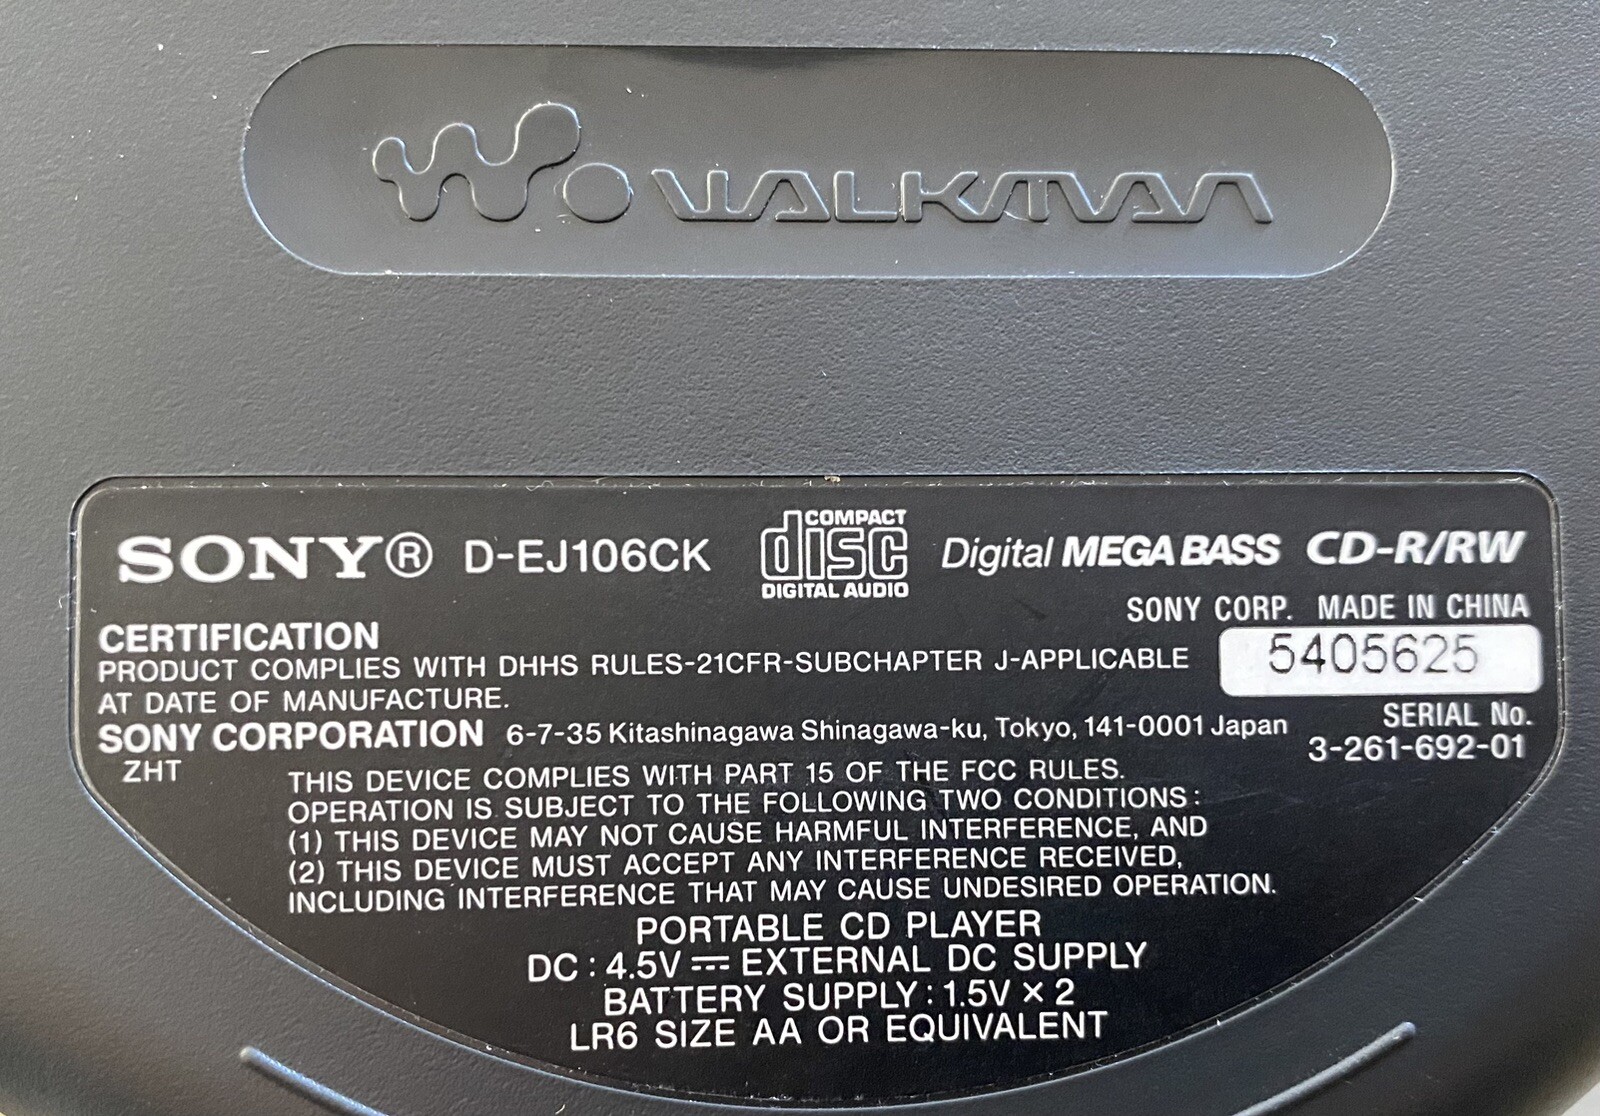 WALKMAN
SONY® D-EJ106CK COMPACT disc DIGITAL AUDIO Digital MEGA BASS CD-R/RW
SONY CORP. MADE IN CHINA
CERTIFICATION
PRODUCT COMPLIES WITH DHHS RULES-21CFR-SUBCHAPTER J-APPLICABLE
AT DATE OF MANUFACTURE.
5405625
SERIAL No.
SONY CORPORATION 6-7-35 Kitashinagawa Shinagawa-ku, Tokyo, 141-0001 Japan
3-261-692-01
ZHT
THIS DEVICE COMPLIES WITH PART 15 OF THE FCC RULES.
OPERATION IS SUBJECT TO THE FOLLOWING TWO CONDITIONS:
(1) THIS DEVICE MAY NOT CAUSE HARMFUL INTERFERENCE, AND
(2) THIS DEVICE MUST ACCEPT ANY INTERFERENCE RECEIVED,
INCLUDING INTERFERENCE THAT MAY CAUSE UNDESIRED OPERATION.
PORTABLE CD PLAYER
DC : 4.5V ⎓ EXTERNAL DC SUPPLY
BATTERY SUPPLY : 1.5V × 2
LR6 SIZE AA OR EQUIVALENT